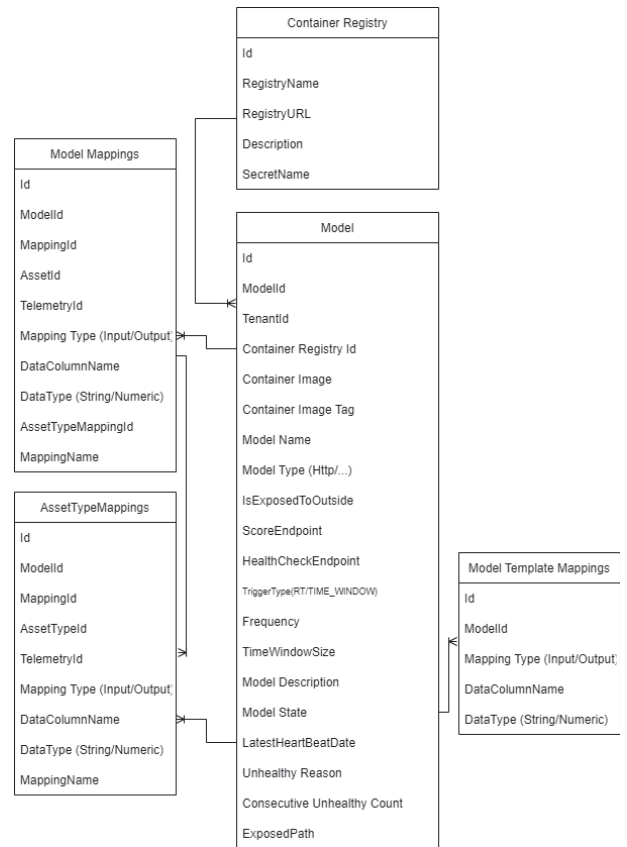 Container Registry
Id
RegistryName
RegistryURL
Description
SecretName
Model Mappings
Id
ModelId
MappingId
AssetId
TelemetryId
Mapping Type (Input/Output)
DataColumnName
DataType (String/Numeric)
AssetTypeMappingId
MappingName
Model
Id
ModelId
TenantId
Container Registry Id
Container Image
Container Image Tag
Model Name
Model Type (Http/...)
IsExposedToOutside
ScoreEndpoint
HealthCheckEndpoint
TriggerType(RT/TIME_WINDOW)
Frequency
TimeWindowSize
Model Description
Model State
LatestHeartBeatDate
Unhealthy Reason
Consecutive Unhealthy Count
ExposedPath
AssetTypeMappings
Id
ModelId
MappingId
AssetTypeId
TelemetryId
Mapping Type (Input/Output)
DataColumnName
DataType (String/Numeric)
MappingName
Model Template Mappings
Id
ModelId
Mapping Type (Input/Output)
DataColumnName
DataType (String/Numeric)